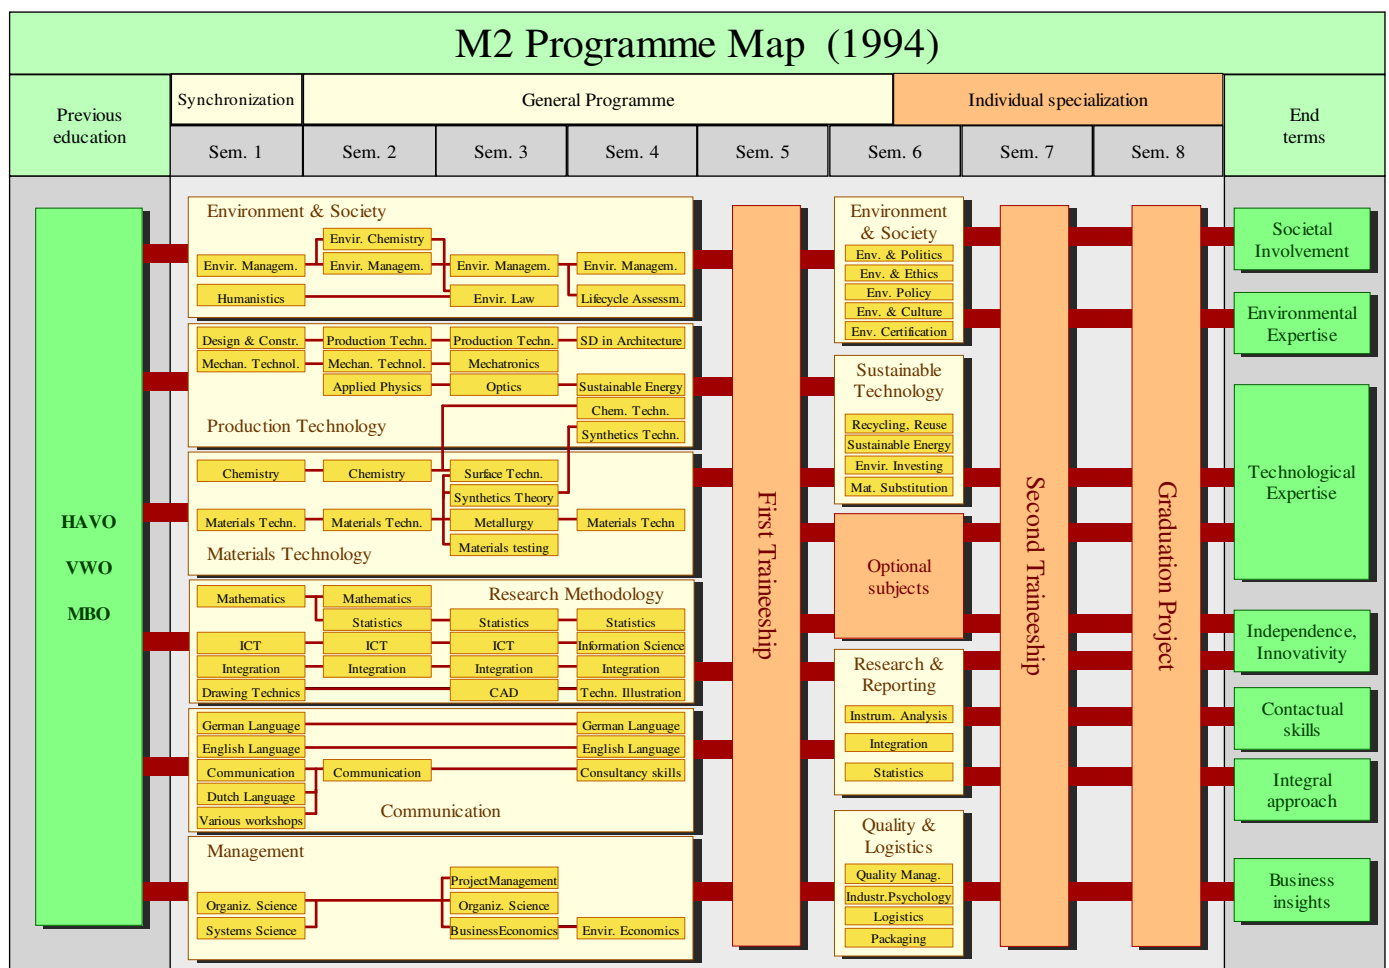 M2 Programme Map (1994)
Previous
education
Synchronization
General Programme
Individual specialization
End
terms
Sem. 1
Sem. 2
Sem. 3
Sem. 4
Sem. 5
Sem. 6
Sem. 7
Sem. 8
HAVO
VWO
MBO
Environment & Society
Envir. Chemistry
Envir. Managem.
Envir. Managem.
Envir. Managem.
Envir. Managem.
Humanistics
Envir. Law
Lifecycle Assessm.
Design & Constr.
Production Techn.
Production Techn.
SD in Architecture
Mechan. Technol.
Mechan. Technol.
Mechatronics
Applied Physics
Optics
Sustainable Energy
Chem. Techn.
Production Technology
Synthetics Techn.
Chemistry
Chemistry
Surface Techn.
Synthetics Theory
Materials Techn.
Materials Techn.
Metallurgy
Materials Techn
Materials Technology
Materials testing
Research Methodology
Mathematics
Mathematics
Statistics
Statistics
Statistics
ICT
ICT
ICT
Information Science
Integration
Integration
Integration
Integration
Drawing Technics
CAD
Techn. Illustration
German Language
German Language
English Language
English Language
Communication
Communication
Consultancy skills
Dutch Language
Various workshops
Communication
Management
ProjectManagement
Organiz. Science
Organiz. Science
Systems Science
BusinessEconomics
Envir. Economics
First Traineeship
Environment
& Society
Env. & Politics
Env. & Ethics
Env. Policy
Env. & Culture
Env. Certification
Sustainable
Technology
Recycling, Reuse
Sustainable Energy
Envir. Investing
Mat. Substitution
Optional
subjects
Research &
Reporting
Instrum. Analysis
Integration
Statistics
Quality &
Logistics
Quality Manag.
Industr.Psychology
Logistics
Packaging
Second Traineeship
Graduation Project
Societal
Involvement
Environmental
Expertise
Technological
Expertise
Independence,
Innovativity
Contactual
skills
Integral
approach
Business
insights